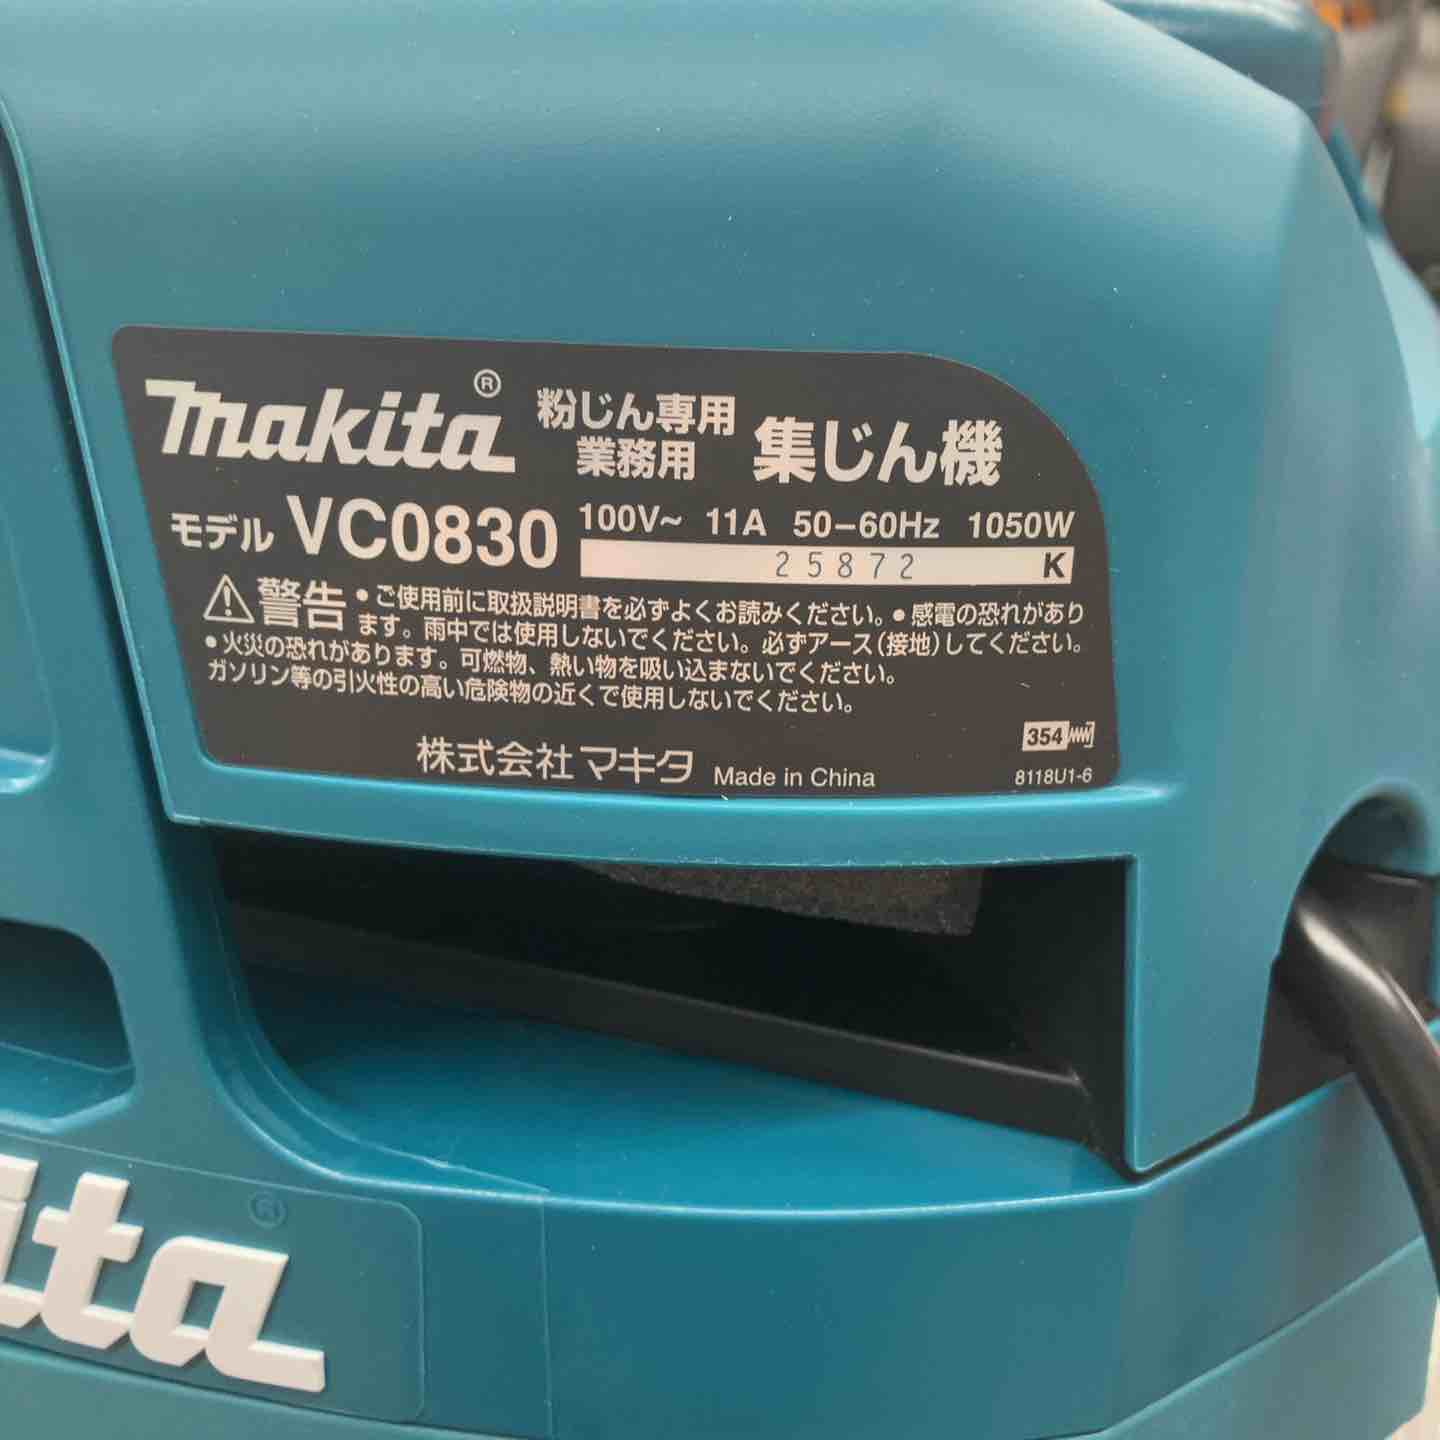 makita®
粉じん専用
業務用
集じん機
モデル VC0830
100V~ 11A 50-60Hz 1050W
25872 K
⚠警告 ●ご使用前に取扱説明書を必ずよくお読みください。●感電の恐れがあり
ます。雨中では使用しないでください。必ずアース(接地)してください。
●火災の恐れがあります。可燃物、熱い物を吸い込まないでください。
ガソリン等の引火性の高い危険物の近くで使用しないでください。
354
株式会社マキタ Made in China
8118U1-6
ita®